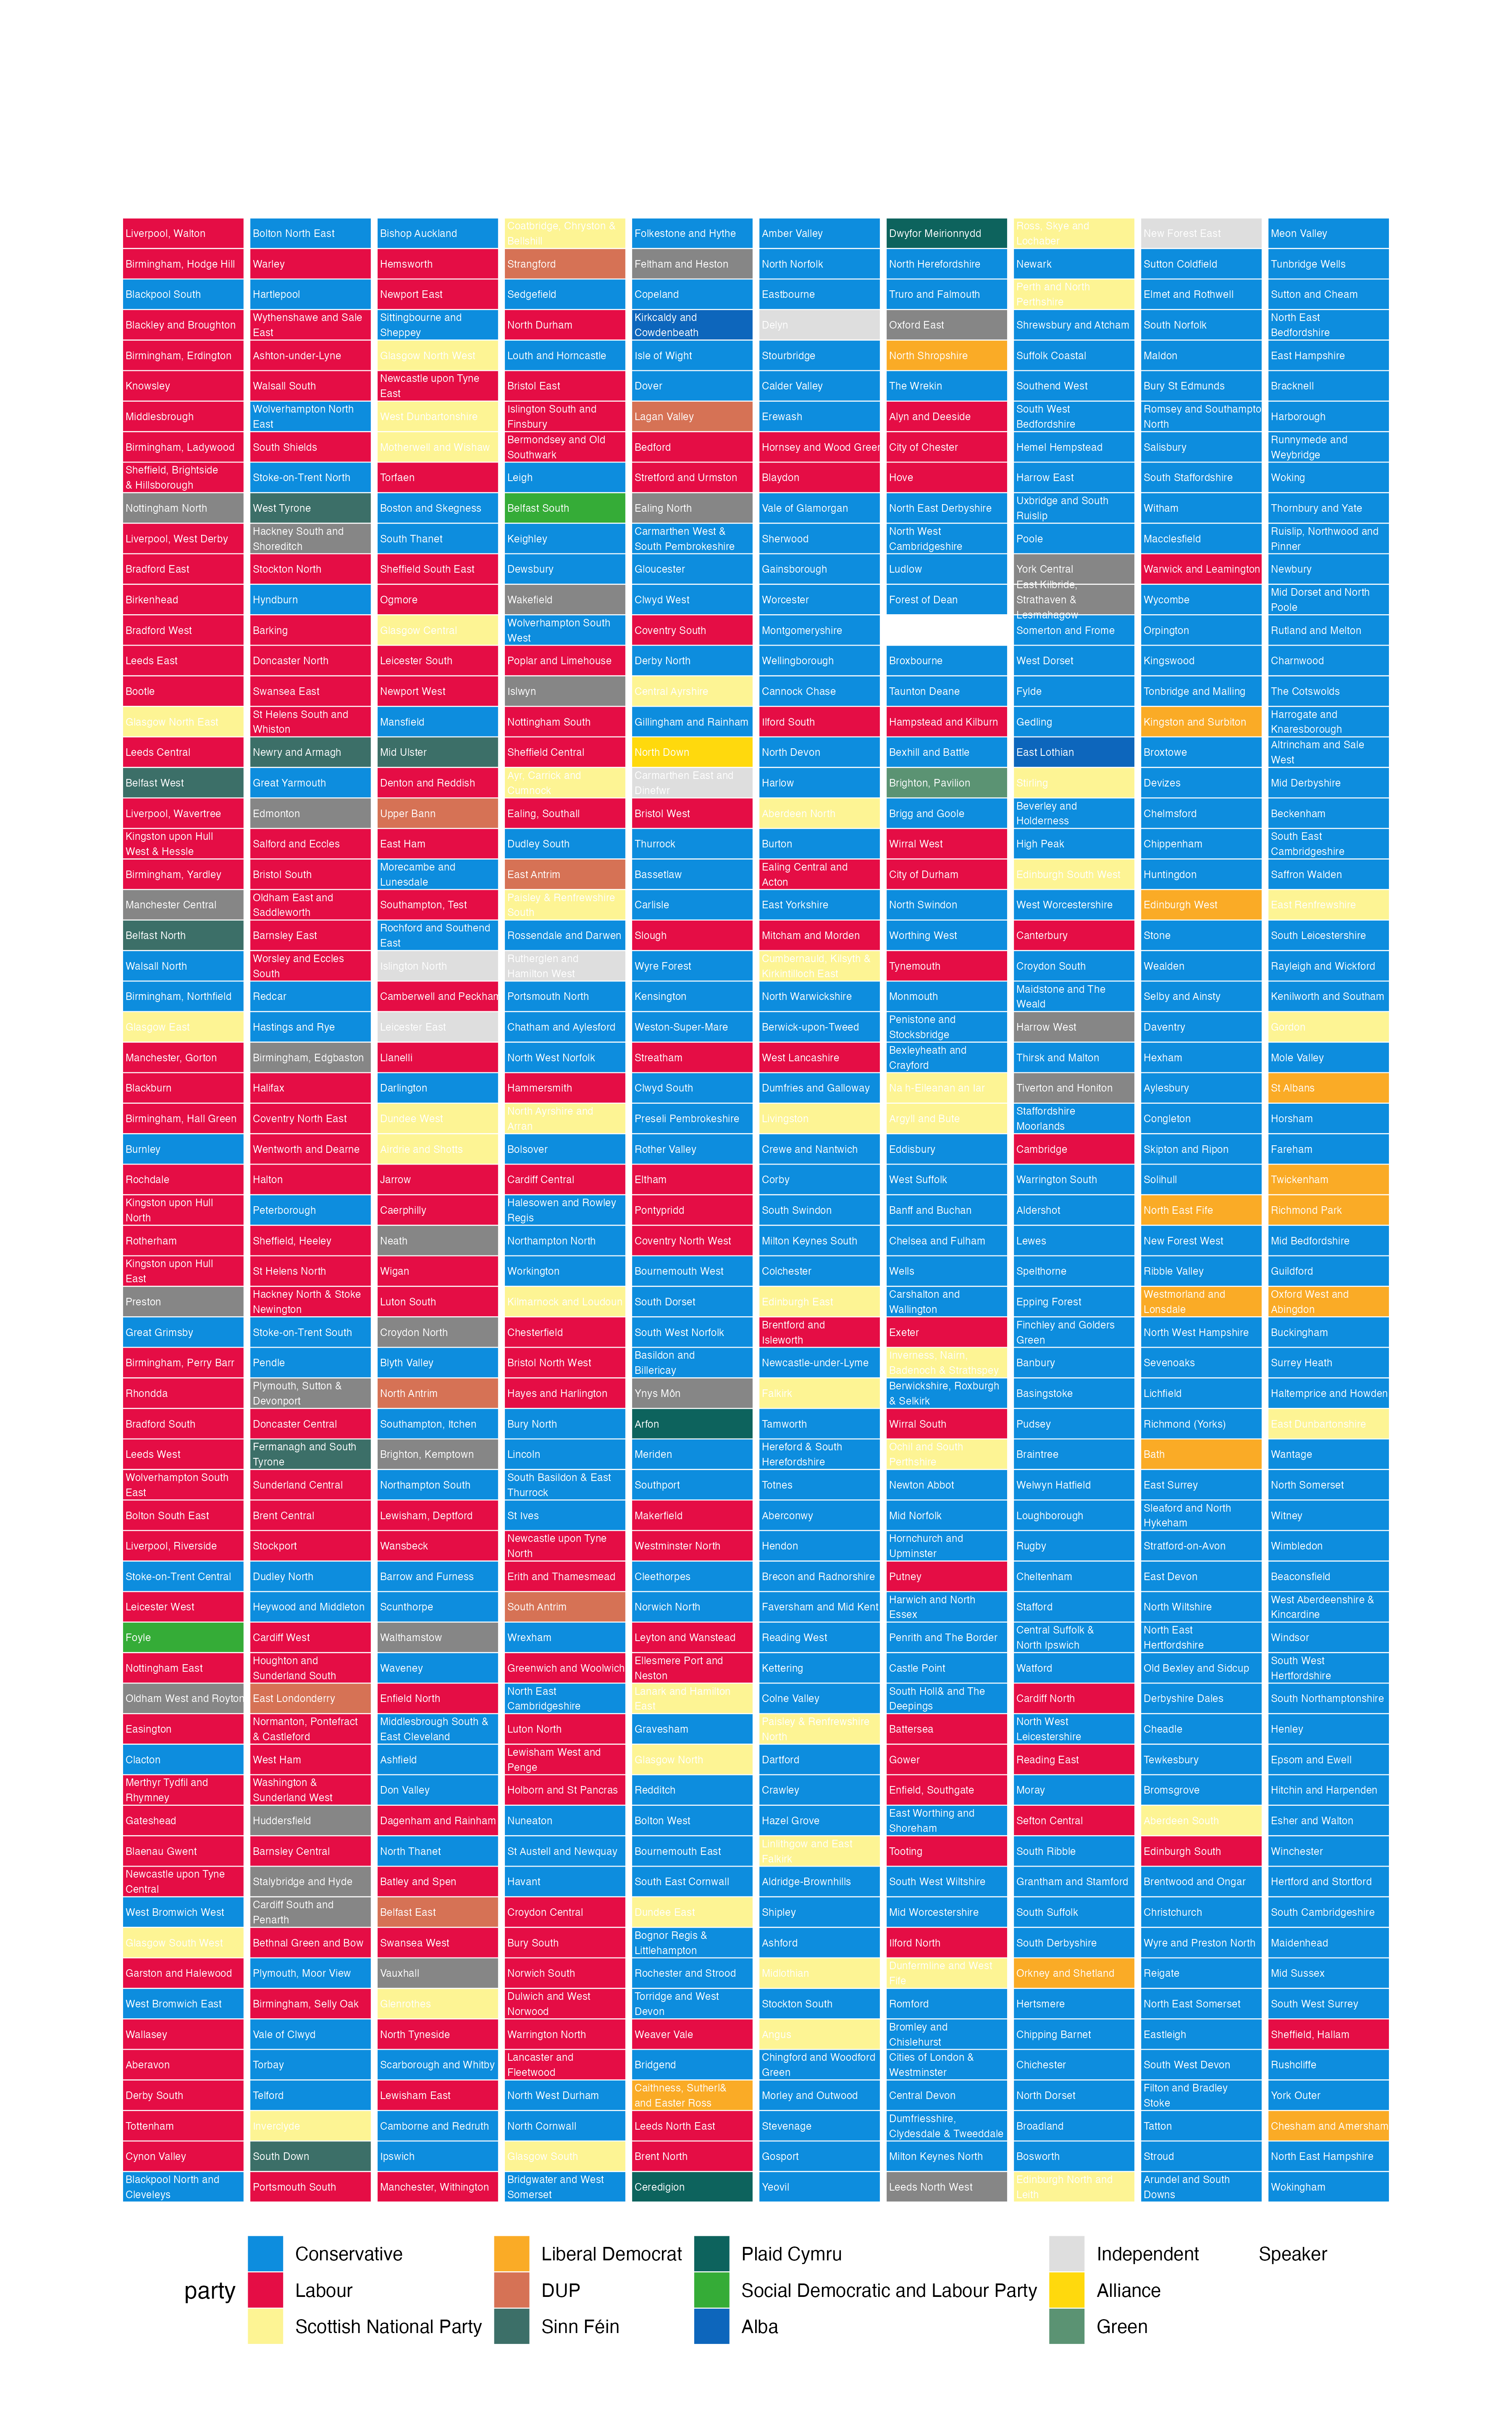 Liverpool, Walton
Birmingham, Hodge Hill
Blackpool South
Blackley and Broughton
Birmingham, Erdington
Knowsley
Middlesbrough
Birmingham, Ladywood
Sheffield, Brightside
& Hillsborough
Nottingham North
Liverpool, West Derby
Bradford East
Birkenhead
Bradford West
Leeds East
Bootle
Glasgow North East
Leeds Central
Belfast West
Liverpool, Wavertree
Kingston upon Hull
West & Hessle
Birmingham, Yardley
Manchester Central
Belfast North
Walsall North
Birmingham, Northfield
Glasgow East
Manchester, Gorton
Blackburn
Birmingham, Hall Green
Burnley
Rochdale
Kingston upon Hull
North
Rotherham
Kingston upon Hull
East
Preston
Great Grimsby
Birmingham, Perry Barr
Rhondda
Bradford South
Leeds West
Wolverhampton South
East
Bolton South East
Liverpool, Riverside
Stoke-on-Trent Central
Leicester West
Foyle
Nottingham East
Oldham West and Royton
Easington
Clacton
Merthyr Tydfil and
Rhymney
Gateshead
Blaenau Gwent
Newcastle upon Tyne
Central
West Bromwich West
Glasgow South West
Garston and Halewood
West Bromwich East
Wallasey
Aberavon
Derby South
Tottenham
Cynon Valley
Blackpool North and
Cleveleys
Bolton North East
Warley
Hartlepool
Wythenshawe and Sale
East
Ashton-under-Lyne
Walsall South
Wolverhampton North
East
South Shields
Stoke-on-Trent North
West Tyrone
Hackney South and
Shoreditch
Stockton North
Hyndburn
Barking
Doncaster North
Swansea East
St Helens South and
Whiston
Newry and Armagh
Great Yarmouth
Edmonton
Salford and Eccles
Bristol South
Oldham East and
Saddleworth
Barnsley East
Worsley and Eccles
South
Redcar
Hastings and Rye
Birmingham, Edgbaston
Halifax
Coventry North East
Wentworth and Dearne
Halton
Peterborough
Sheffield, Heeley
St Helens North
Hackney North & Stoke
Newington
Stoke-on-Trent South
Pendle
Plymouth, Sutton &
Devonport
Doncaster Central
Fermanagh and South
Tyrone
Sunderland Central
Brent Central
Stockport
Dudley North
Heywood and Middleton
Cardiff West
Houghton and
Sunderland South
East Londonderry
Normanton, Pontefract
& Castleford
West Ham
Washington &
Sunderland West
Huddersfield
Barnsley Central
Stalybridge and Hyde
Cardiff South and
Penarth
Bethnal Green and Bow
Plymouth, Moor View
Birmingham, Selly Oak
Vale of Clwyd
Torbay
Telford
Inverclyde
South Down
Portsmouth South
Bishop Auckland
Hemsworth
Newport East
Sittingbourne and
Sheppey
Glasgow North West
Newcastle upon Tyne
East
West Dunbartonshire
Motherwell and Wishaw
Torfaen
Boston and Skegness
South Thanet
Sheffield South East
Ogmore
Glasgow Central
Leicester South
Newport West
Mansfield
Mid Ulster
Denton and Reddish
Upper Bann
East Ham
Morecambe and
Lunesdale
Southampton, Test
Rochford and Southend
East
Islington North
Camberwell and Peckham
Leicester East
Llanelli
Darlington
Dundee West
Airdrie and Shotts
Jarrow
Caerphilly
Neath
Wigan
Luton South
Croydon North
Blyth Valley
North Antrim
Southampton, Itchen
Brighton, Kemptown
Northampton South
Lewisham, Deptford
Wansbeck
Barrow and Furness
Scunthorpe
Walthamstow
Waveney
Enfield North
Middlesbrough South &
East Cleveland
Ashfield
Don Valley
Dagenham and Rainham
North Thanet
Batley and Spen
Belfast East
Swansea West
Vauxhall
Glenrothes
North Tyneside
Scarborough and Whitby
Lewisham East
Camborne and Redruth
Ipswich
Manchester, Withington
Coatbridge, Chryston &
Bellshill
Strangford
Sedgefield
North Durham
Louth and Horncastle
Bristol East
Islington South and
Finsbury
Bermondsey and Old
Southwark
Leigh
Belfast South
Keighley
Dewsbury
Wakefield
Wolverhampton South
West
Poplar and Limehouse
Islwyn
Nottingham South
Sheffield Central
Ayr, Carrick and
Cumnock
Ealing, Southall
Dudley South
East Antrim
Paisley & Renfrewshire
South
Rossendale and Darwen
Rutherglen and
Hamilton West
Portsmouth North
Chatham and Aylesford
North West Norfolk
Hammersmith
North Ayrshire and
Arran
Bolsover
Cardiff Central
Halesowen and Rowley
Regis
Northampton North
Workington
Kilmarnock and Loudoun
Chesterfield
Bristol North West
Hayes and Harlington
Bury North
Lincoln
South Basildon & East
Thurrock
St Ives
Newcastle upon Tyne
North
Erith and Thamesmead
South Antrim
Wrexham
Greenwich and Woolwich
North East
Cambridgeshire
Luton North
Lewisham West and
Penge
Holborn and St Pancras
Nuneaton
St Austell and Newquay
Havant
Croydon Central
Bury South
Norwich South
Dulwich and West
Norwood
Warrington North
Lancaster and
Fleetwood
North West Durham
North Cornwall
Glasgow South
Bridgwater and West
Somerset
Folkestone and Hythe
Feltham and Heston
Copeland
Kirkcaldy and
Cowdenbeath
Isle of Wight
Dover
Lagan Valley
Bedford
Stretford and Urmston
Ealing North
Carmarthen West &
South Pembrokeshire
Gloucester
Clwyd West
Coventry South
Derby North
Central Ayrshire
Gillingham and Rainham
North Down
Carmarthen East and
Dinefwr
Bristol West
Thurrock
Bassetlaw
Carlisle
Slough
Wyre Forest
Kensington
Weston-Super-Mare
Streatham
Clwyd South
Preseli Pembrokeshire
Rother Valley
Eltham
Pontypridd
Coventry North West
Bournemouth West
South Dorset
South West Norfolk
Basildon and
Billericay
Ynys Môn
Arfon
Meriden
Southport
Makerfield
Westminster North
Cleethorpes
Norwich North
Leyton and Wanstead
Ellesmere Port and
Neston
Lanark and Hamilton
East
Gravesham
Glasgow North
Redditch
Bolton West
Bournemouth East
South East Cornwall
Dundee East
Bognor Regis &
Littlehampton
Rochester and Strood
Torridge and West
Devon
Weaver Vale
Bridgend
Caithness, Sutherl&
and Easter Ross
Leeds North East
Brent North
Ceredigion
Amber Valley
North Norfolk
Eastbourne
Delyn
Stourbridge
Calder Valley
Erewash
Hornsey and Wood Green
Blaydon
Vale of Glamorgan
Sherwood
Gainsborough
Worcester
Montgomeryshire
Wellingborough
Cannock Chase
Ilford South
North Devon
Harlow
Aberdeen North
Burton
Ealing Central and
Acton
East Yorkshire
Mitcham and Morden
Cumbernauld, Kilsyth &
Kirkintilloch East
North Warwickshire
Berwick-upon-Tweed
West Lancashire
Dumfries and Galloway
Livingston
Crewe and Nantwich
Corby
South Swindon
Milton Keynes South
Colchester
Edinburgh East
Brentford and
Isleworth
Newcastle-under-Lyme
Falkirk
Tamworth
Hereford & South
Herefordshire
Totnes
Aberconwy
Hendon
Brecon and Radnorshire
Faversham and Mid Kent
Reading West
Kettering
Colne Valley
Paisley & Renfrewshire
North
Dartford
Crawley
Hazel Grove
Linlithgow and East
Falkirk
Aldridge-Brownhills
Shipley
Ashford
Midlothian
Stockton South
Angus
Chingford and Woodford
Green
Morley and Outwood
Stevenage
Gosport
Yeovil
Dwyfor Meirionnydd
North Herefordshire
Truro and Falmouth
Oxford East
North Shropshire
The Wrekin
Alyn and Deeside
City of Chester
Hove
North East Derbyshire
North West
Cambridgeshire
Ludlow
Forest of Dean
Broxbourne
Taunton Deane
Hampstead and Kilburn
Bexhill and Battle
Brighton, Pavilion
Brigg and Goole
Wirral West
City of Durham
North Swindon
Worthing West
Tynemouth
Monmouth
Penistone and
Stocksbridge
Bexleyheath and
Crayford
Na h-Eileanan an Iar
Argyll and Bute
Eddisbury
West Suffolk
Banff and Buchan
Chelsea and Fulham
Wells
Carshalton and
Wallington
Exeter
Inverness, Nairn
Badenoch & Strathspey
Berwickshire, Roxburgh
& Selkirk
Wirral South
Ochil and South
Perthshire
Newton Abbot
Mid Norfolk
Hornchurch and
Upminster
Putney
Harwich and North
Essex
Penrith and The Border
Castle Point
South Holl& and The
Deepings
Battersea
Gower
Enfield, Southgate
East Worthing and
Shoreham
Tooting
South West Wiltshire
Mid Worcestershire
Ilford North
Dunfermline and West
Fife
Romford
Bromley and
Chislehurst
Cities of London &
Westminster
Central Devon
Dumfriesshire,
Clydesdale & Tweeddale
Milton Keynes North
Leeds North West
Ross, Skye and
Lochaber
Newark
Perth and North
Perthshire
Shrewsbury and Atcham
Suffolk Coastal
Southend West
South West
Bedfordshire
Hemel Hempstead
Harrow East
Uxbridge and South
Ruislip
Poole
York Central
East Kilbride,
Strathaven &
Lesmahagow
Somerton and Frome
West Dorset
Fylde
Gedling
East Lothian
Stirling
Beverley and
Holderness
High Peak
Edinburgh South West
West Worcestershire
Canterbury
Croydon South
Maidstone and The
Weald
Harrow West
Thirsk and Malton
Tiverton and Honiton
Staffordshire
Moorlands
Cambridge
Warrington South
Aldershot
Lewes
Spelthorne
Epping Forest
Finchley and Golders
Green
Banbury
Basingstoke
Pudsey
Braintree
Welwyn Hatfield
Loughborough
Rugby
Cheltenham
Stafford
Central Suffolk &
North Ipswich
Watford
Cardiff North
North West
Leicestershire
Reading East
Moray
Sefton Central
South Ribble
Grantham and Stamford
South Suffolk
South Derbyshire
Orkney and Shetland
Hertsmere
Chipping Barnet
Chichester
North Dorset
Broadland
Bosworth
Edinburgh North and
Leith
New Forest East
Sutton Coldfield
Elmet and Rothwell
South Norfolk
Maldon
Bury St Edmunds
Romsey and Southampto
North
Salisbury
South Staffordshire
Witham
Macclesfield
Warwick and Leamington
Wycombe
Orpington
Kingswood
Tonbridge and Malling
Kingston and Surbiton
Broxtowe
Devizes
Chelmsford
Chippenham
Huntingdon
Edinburgh West
Stone
Wealden
Selby and Ainsty
Daventry
Hexham
Aylesbury
Congleton
Skipton and Ripon
Solihull
North East Fife
New Forest West
Ribble Valley
Westmorland and
Lonsdale
North West Hampshire
Sevenoaks
Lichfield
Richmond (Yorks)
Bath
East Surrey
Sleaford and North
Hykeham
Stratford-on-Avon
East Devon
North Wiltshire
North East
Hertfordshire
Old Bexley and Sidcup
Derbyshire Dales
Cheadle
Tewkesbury
Bromsgrove
Aberdeen South
Edinburgh South
Brentwood and Ongar
Christchurch
Wyre and Preston North
Reigate
North East Somerset
Eastleigh
South West Devon
Filton and Bradley
Stoke
Tatton
Stroud
Arundel and South
Downs
Meon Valley
Tunbridge Wells
Sutton and Cheam
North East
Bedfordshire
East Hampshire
Bracknell
Harborough
Runnymede and
Weybridge
Woking
Thornbury and Yate
Ruislip, Northwood and
Pinner
Newbury
Mid Dorset and North
Poole
Rutland and Melton
Charnwood
The Cotswolds
Harrogate and
Knaresborough
Altrincham and Sale
West
Mid Derbyshire
Beckenham
South East
Cambridgeshire
Saffron Walden
East Renfrewshire
South Leicestershire
Rayleigh and Wickford
Kenilworth and Southam
Gordon
Mole Valley
St Albans
Horsham
Fareham
Twickenham
Richmond Park
Mid Bedfordshire
Guildford
Oxford West and
Abingdon
Buckingham
Surrey Heath
Haltemprice and Howden
East Dunbartonshire
Wantage
North Somerset
Witney
Wimbledon
Beaconsfield
West Aberdeenshire &
Kincardine
Windsor
South West
Hertfordshire
South Northamptonshire
Henley
Epsom and Ewell
Hitchin and Harpenden
Esher and Walton
Winchester
Hertford and Stortford
South Cambridgeshire
Maidenhead
Mid Sussex
South West Surrey
Sheffield, Hallam
Rushcliffe
York Outer
Chesham and Amersham
North East Hampshire
Wokingham
party
Conservative
Labour
Scottish National Party
Liberal Democrat
DUP
Sinn Féin
Plaid Cymru
Social Democratic and Labour Party
Alba
Independent
Alliance
Green
Speaker